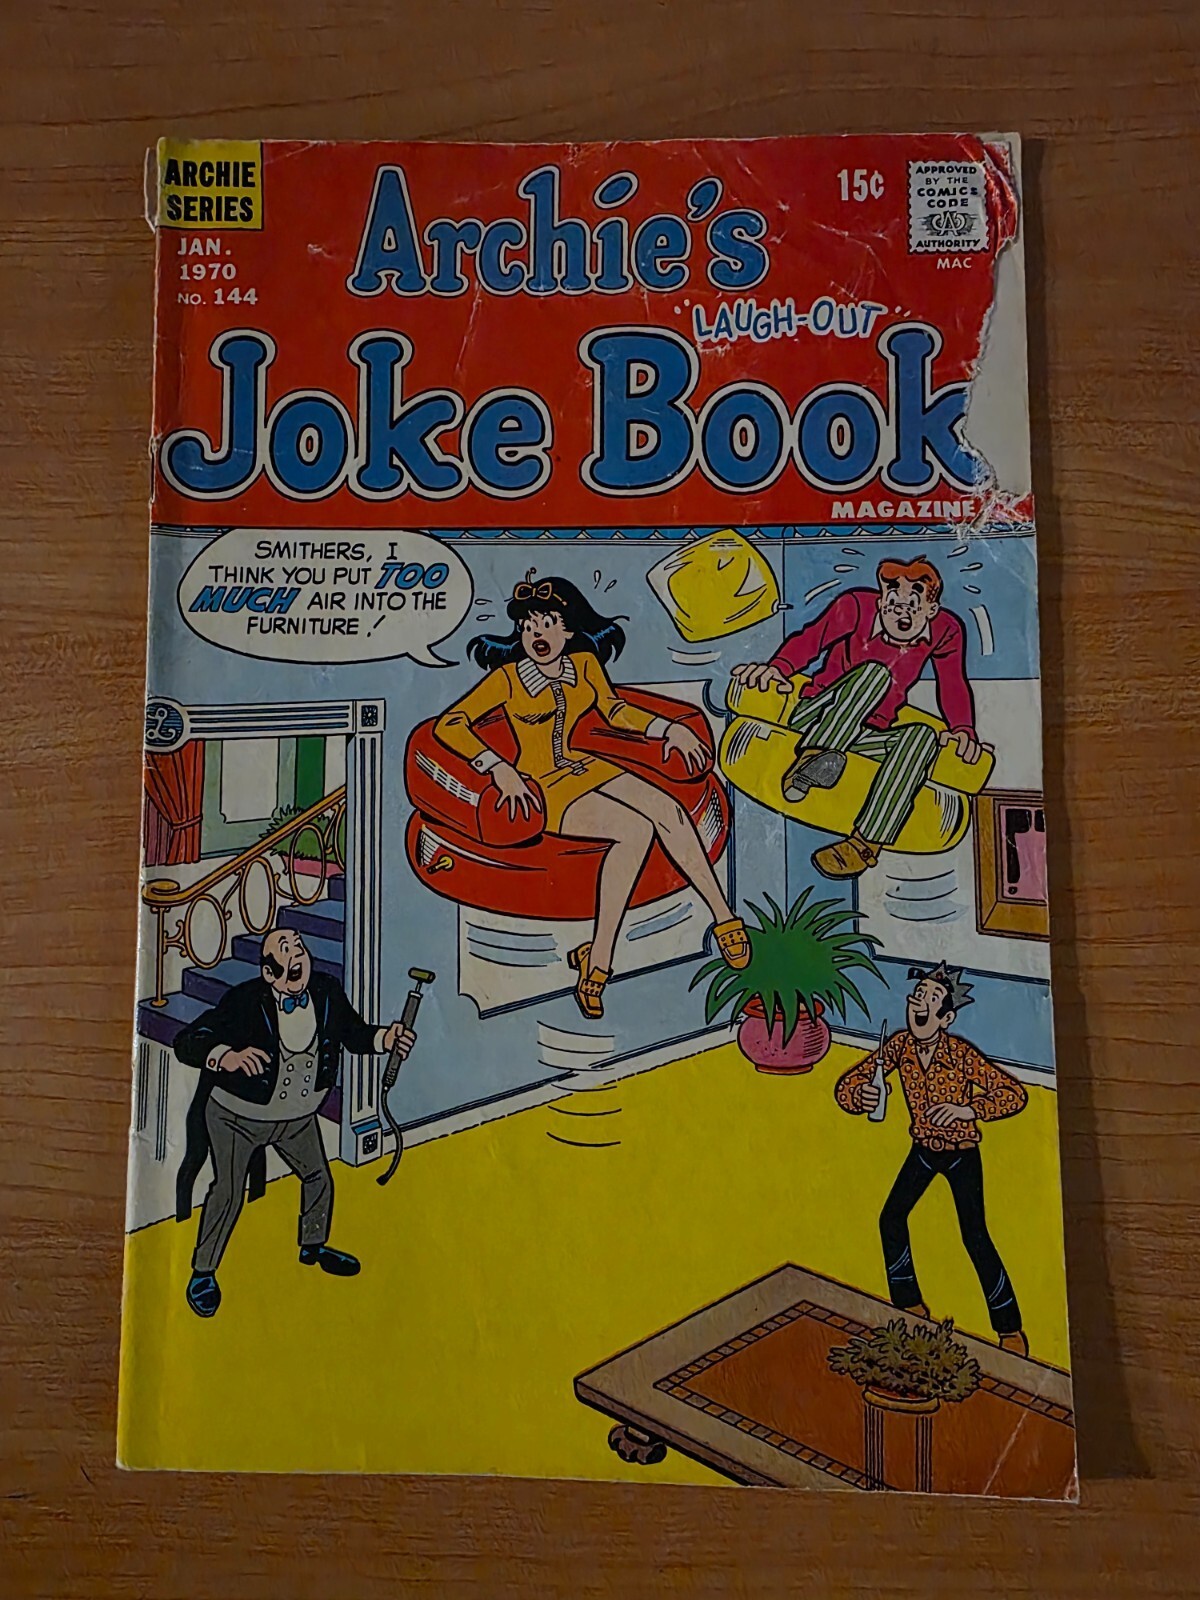 ARCHIE
SERIES
JAN.
1970
NO. 144
Archie's
15¢
APPROVED
BY THE
COMICS
CODE
CA
AUTHORITY
MAC
"LAUGH-OUT"
Joke Book
MAGAZINE
SMITHERS, I
THINK YOU PUT TOO
MUCH AIR INTO THE
FURNITURE!
L